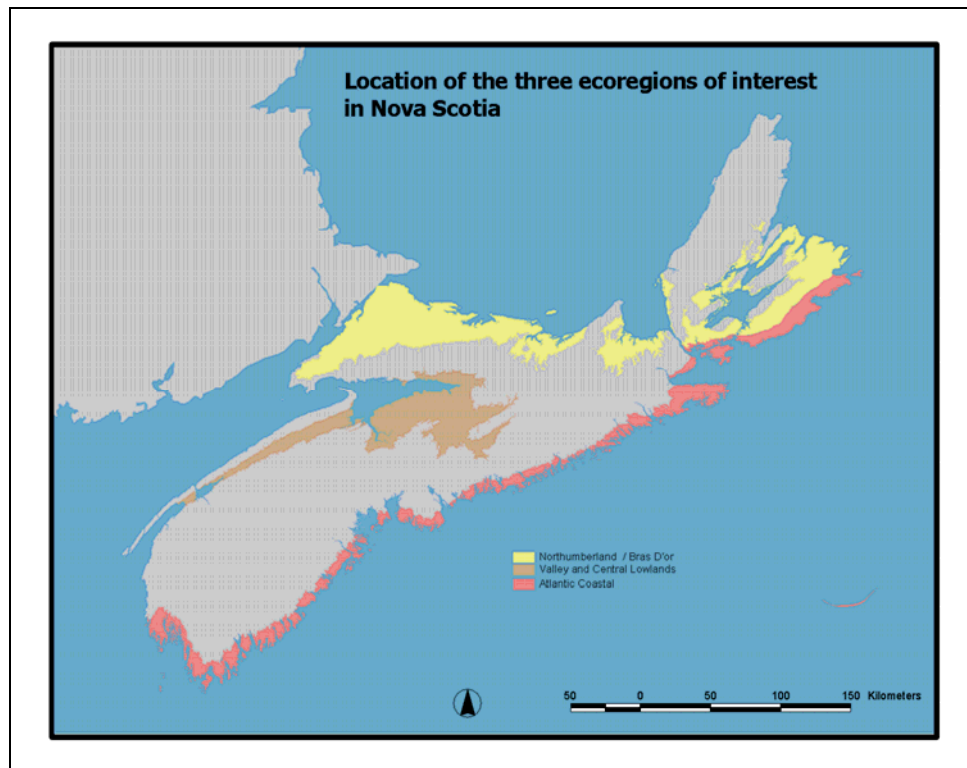 Location of the three ecoregions of interest
in Nova Scotia
Northumberland / Bras D'or
Valley and Central Lowlands
Atlantic Coastal
50 0 50 100 150 Kilometers